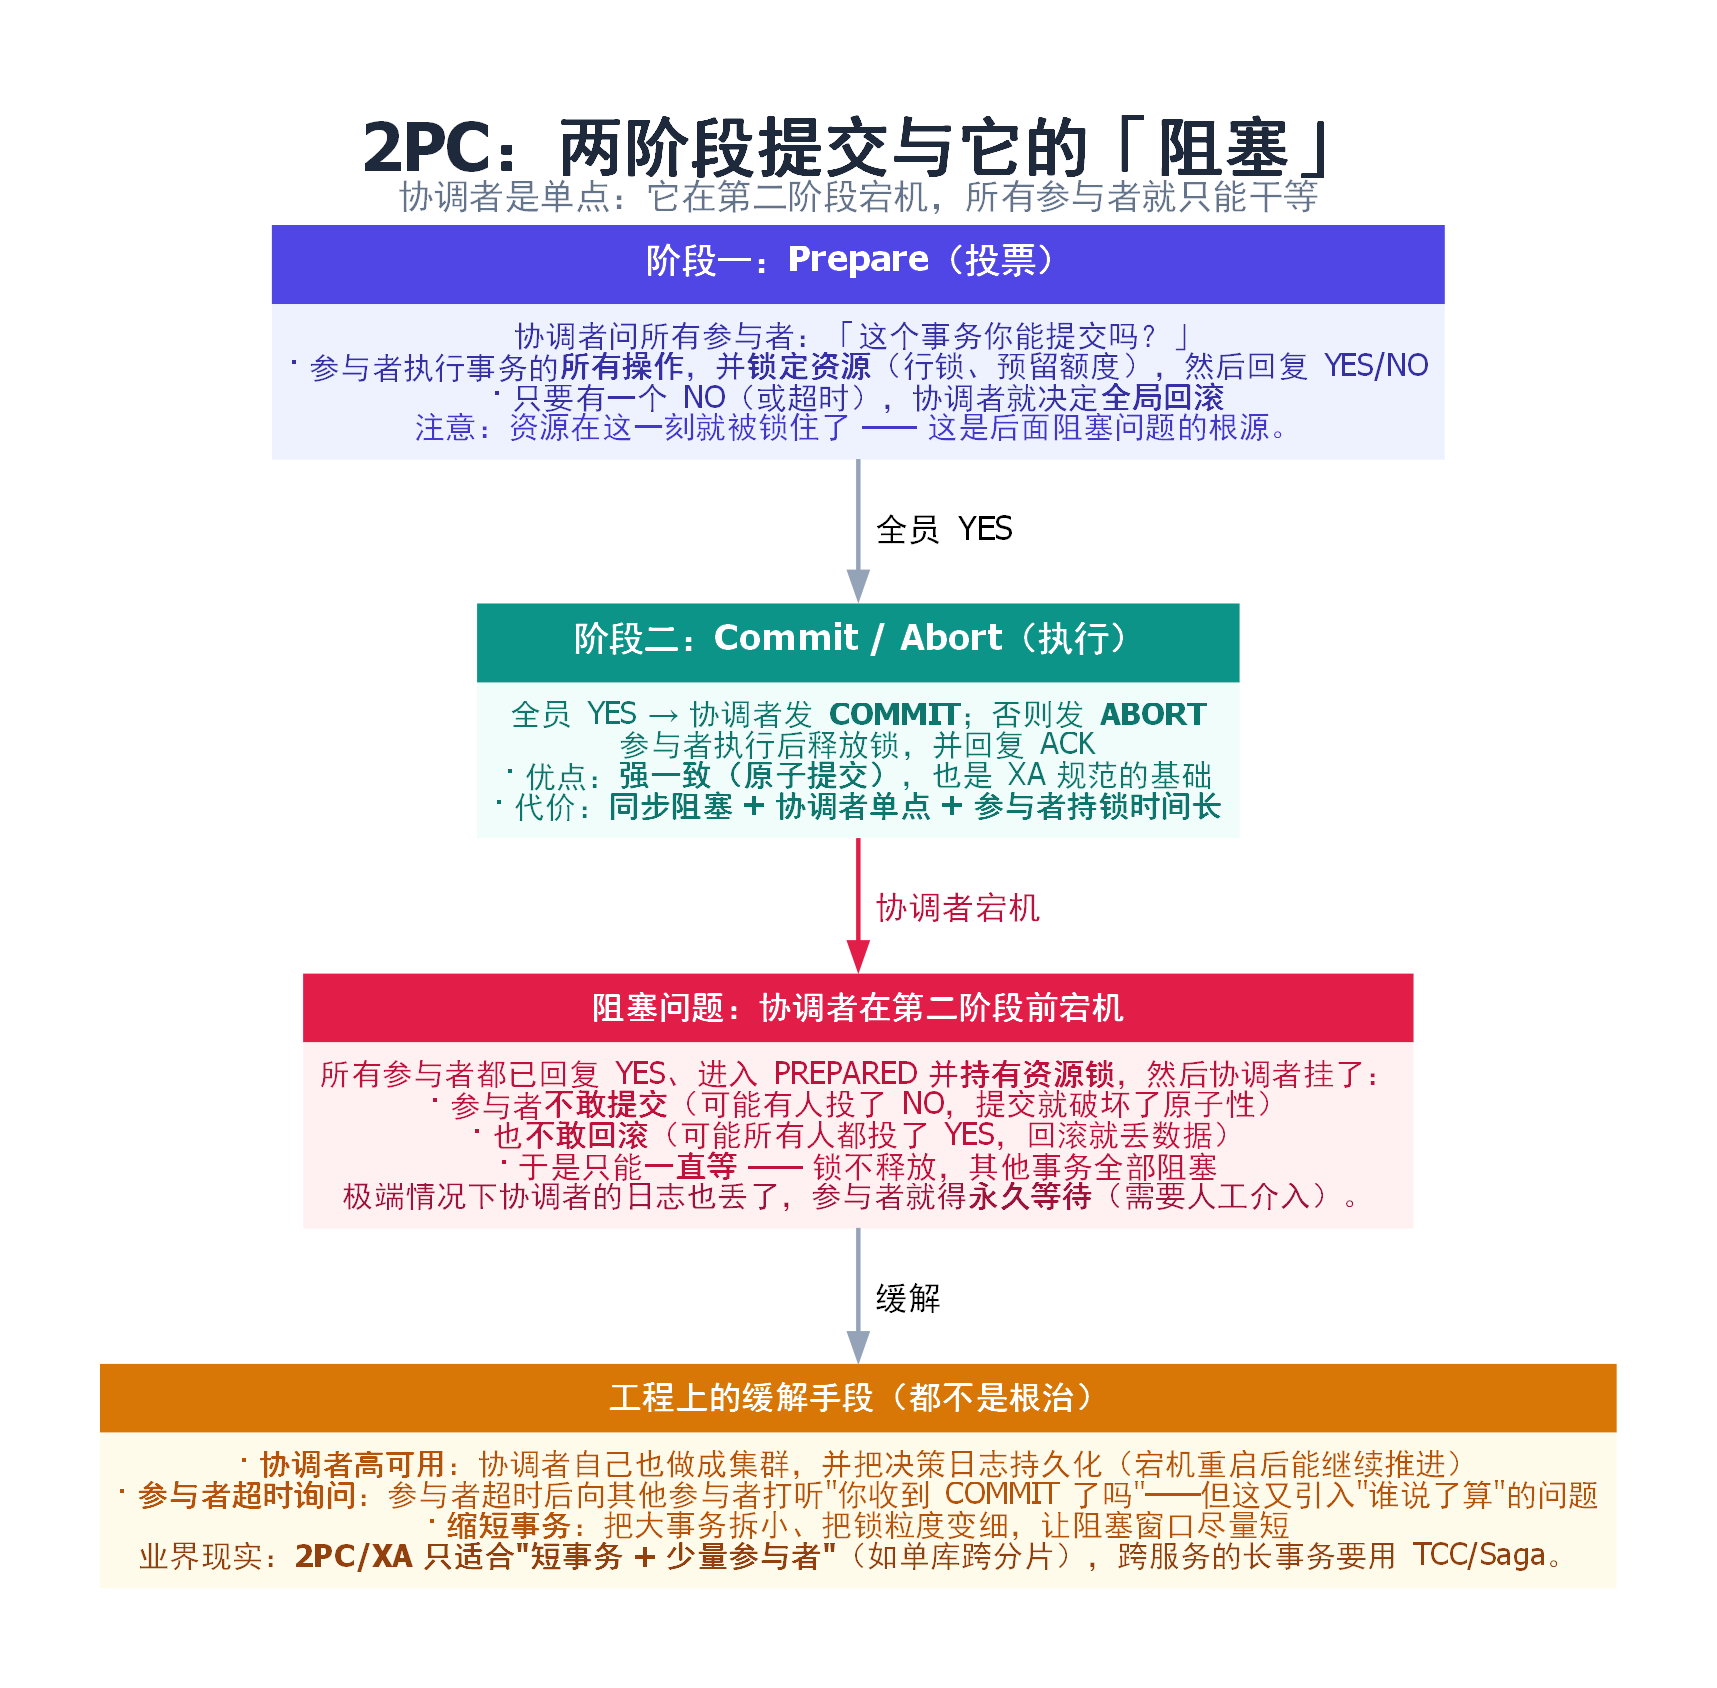 2PC：两阶段提交与它的「阻塞」
协调者是单点：它在第二阶段宕机，所有参与者就只能干等
阶段一：Prepare（投票）
协调者问所有参与者：「这个事务你能提交吗？」
· 参与者执行事务的所有操作，并锁定资源（行锁、预留额度），然后回复 YES/NO
· 只要有一个 NO（或超时），协调者就决定全局回滚
注意：资源在这一刻就被锁住了 —— 这是后面阻塞问题的根源。
全员 YES
阶段二：Commit / Abort（执行）
全员 YES → 协调者发 COMMIT；否则发 ABORT
参与者执行后释放锁，并回复 ACK
· 优点：强一致（原子提交），也是 XA 规范的基础
· 代价：同步阻塞 + 协调者单点 + 参与者持锁时间长
协调者宕机
阻塞问题：协调者在第二阶段前宕机
所有参与者都已回复 YES、进入 PREPARED 并持有资源锁，然后协调者挂了：
· 参与者不敢提交（可能有人投了 NO，提交就破坏了原子性）
· 也不敢回滚（可能所有人都投了 YES，回滚就丢数据）
· 于是只能一直等 —— 锁不释放，其他事务全部阻塞
极端情况下协调者的日志也丢了，参与者就得永久等待（需要人工介入）。
缓解
工程上的缓解手段（都不是根治）
· 协调者高可用：协调者自己也做成集群，并把决策日志持久化（宕机重启后能继续推进）
· 参与者超时询问：参与者超时后向其他参与者打听"你收到 COMMIT 了吗"——但这又引入"谁说了算"的问题
· 缩短事务：把大事务拆小、把锁粒度变细，让阻塞窗口尽量短
业界现实：2PC/XA 只适合"短事务 + 少量参与者"（如单库跨分片），跨服务的长事务要用 TCC/Saga。